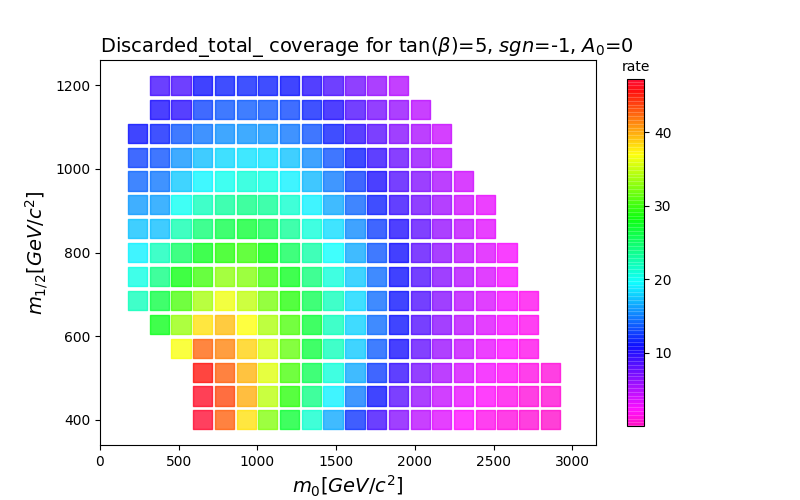 Discarded_total_ coverage for tan(β)=5, sgn=-1, A₀=0
rate
1200
1000
800
600
400
40
30
20
10
m₁/₂[GeV/c²]
0 500 1000 1500 2000 2500 3000
m₀[GeV/c²]